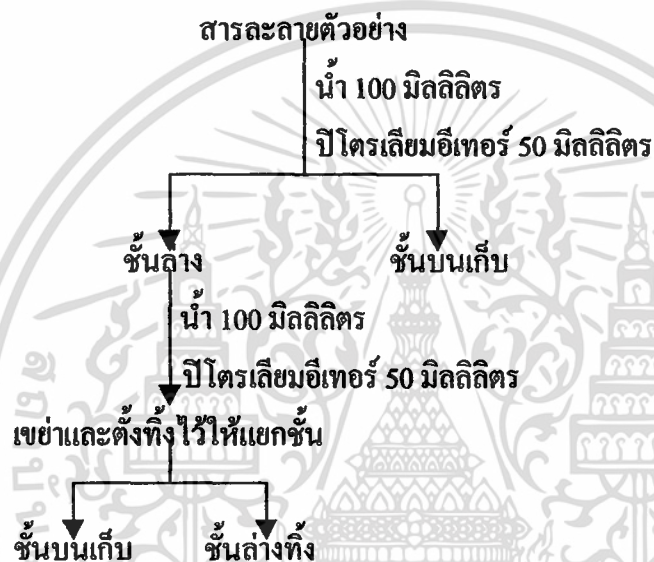 สารละลายตัวอย่าง
น้ำ 100 มิลลิลิตร
ปิโตรเลียมอีเทอร์ 50 มิลลิลิตร
ชั้นล่าง ชั้นบนเก็บ
น้ำ 100 มิลลิลิตร
ปิโตรเลียมอีเทอร์ 50 มิลลิลิตร
เขย่าและตั้งทิ้งไว้ให้แยกชั้น
ชั้นบนเก็บ ชั้นล่างทิ้ง